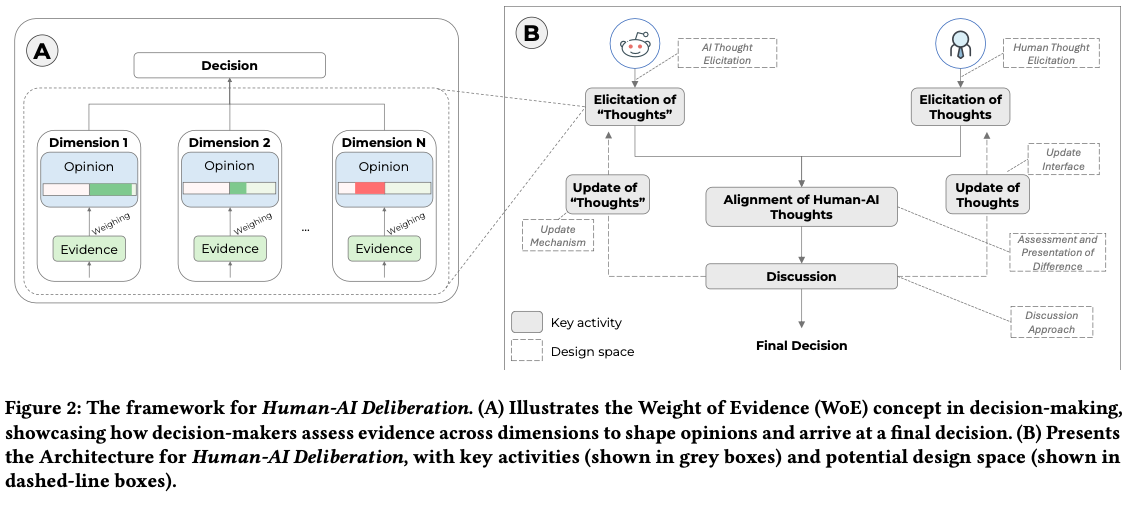 A
Decision
Dimension 1
Opinion
Weighing
Evidence
Dimension 2
Opinion
Weighing
Evidence
...
Dimension N
Opinion
Weighing
Evidence
B
AI Thought
Elicitation
Human Thought
Elicitation
Elicitation of
“Thoughts”
Elicitation of
Thoughts
Update of
“Thoughts”
Update
Mechanism
Alignment of Human-AI
Thoughts
Update
Interface
Update of
Thoughts
Assessment and
Presentation of
Difference
Discussion
Discussion
Approach
Final Decision
Key activity
Design space
Figure 2: The framework for Human-AI Deliberation. (A) Illustrates the Weight of Evidence (WoE) concept in decision-making,
showcasing how decision-makers assess evidence across dimensions to shape opinions and arrive at a final decision. (B) Presents
the Architecture for Human-AI Deliberation, with key activities (shown in grey boxes) and potential design space (shown in
dashed-line boxes).